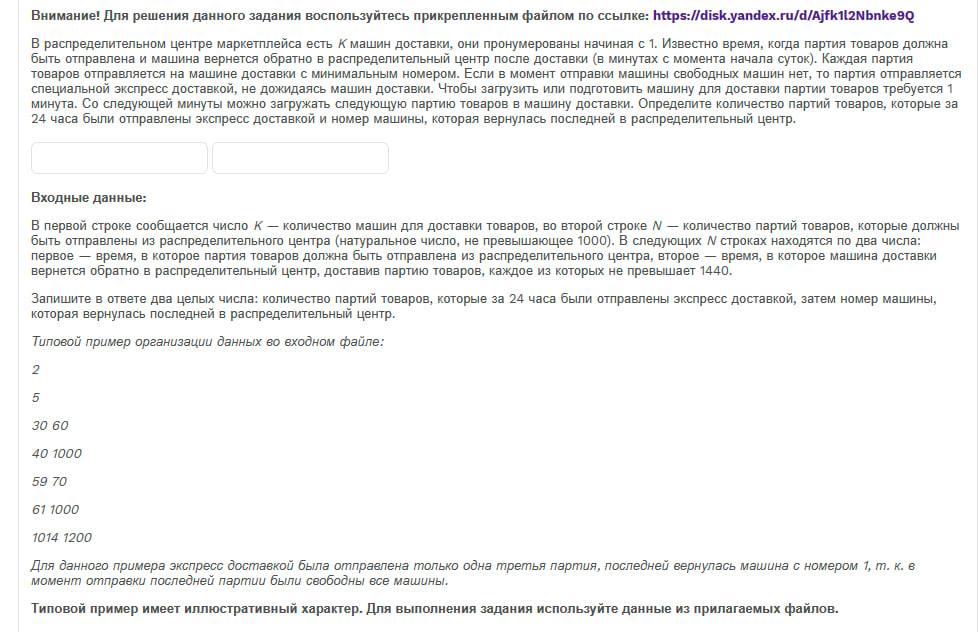 Внимание! Для решения данного задания воспользуйтесь прикрепленным файлом по ссылке: https://disk.yandex.ru/d/Ajfk1l2Nbnke9Q
В распределительном центре маркетплейса есть K машин доставки, они пронумерованы начиная с 1. Известно время, когда партия товаров должна
быть отправлена и машина вернется обратно в распределительный центр после доставки (в минутах с момента начала суток). Каждая партия
товаров отправляется на машине доставки с минимальным номером. Если в момент отправки машины свободных машин нет, то партия отправляется
специальной экспресс доставкой, не дожидаясь машин доставки. Чтобы загрузить или подготовить машину для доставки партии товаров требуется 1
минута. Со следующей минуты можно загружать следующую партию товаров в машину доставки. Определите количество партий товаров, которые за
24 часа были отправлены экспресс доставкой и номер машины, которая вернулась последней в распределительный центр.
Входные данные:
В первой строке сообщается число K — количество машин для доставки товаров, во второй строке N — количество партий товаров, которые должны
быть отправлены из распределительного центра (натуральное число, не превышающее 1000). В следующих N строках находятся по два числа:
первое — время, в которое партия товаров должна быть отправлена из распределительного центра, второе — время, в которое машина доставки
вернется обратно в распределительный центр, доставив партию товаров, каждое из которых не превышает 1440.
Запишите в ответе два целых числа: количество партий товаров, которые за 24 часа были отправлены экспресс доставкой, затем номер машины,
которая вернулась последней в распределительный центр.
Типовой пример организации данных во входном файле:
2
5
30 60
40 1000
59 70
61 1000
1014 1200
Для данного примера экспресс доставкой была отправлена только одна третья партия, последней вернулась машина с номером 1, т. к. в
момент отправки последней партии были свободны все машины.
Типовой пример имеет иллюстративный характер. Для выполнения задания используйте данные из прилагаемых файлов.